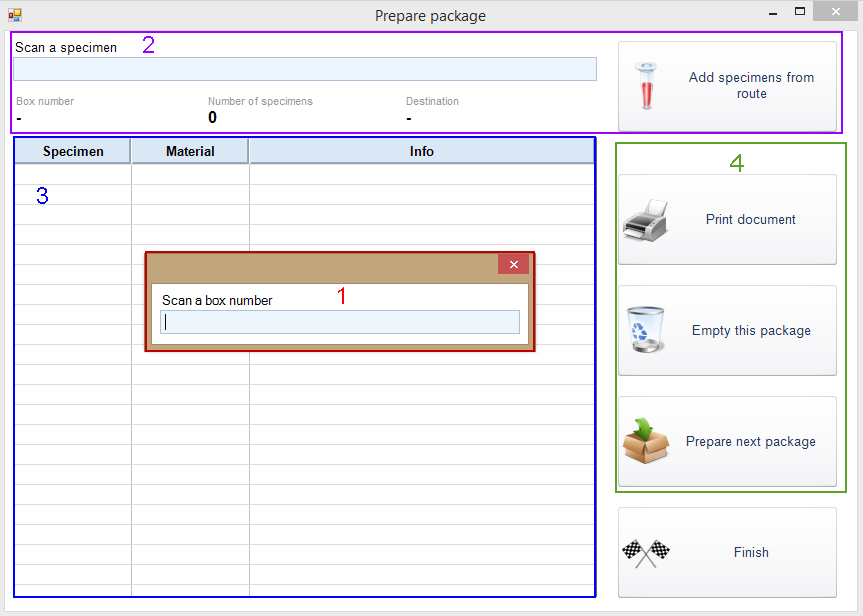 Prepare package
Scan a specimen 2
Box number Number of specimens Destination
- 0 -
Add specimens from
route
Specimen Material Info
3
1
Scan a box number
4
Print document
Empty this package
Prepare next package
Finish